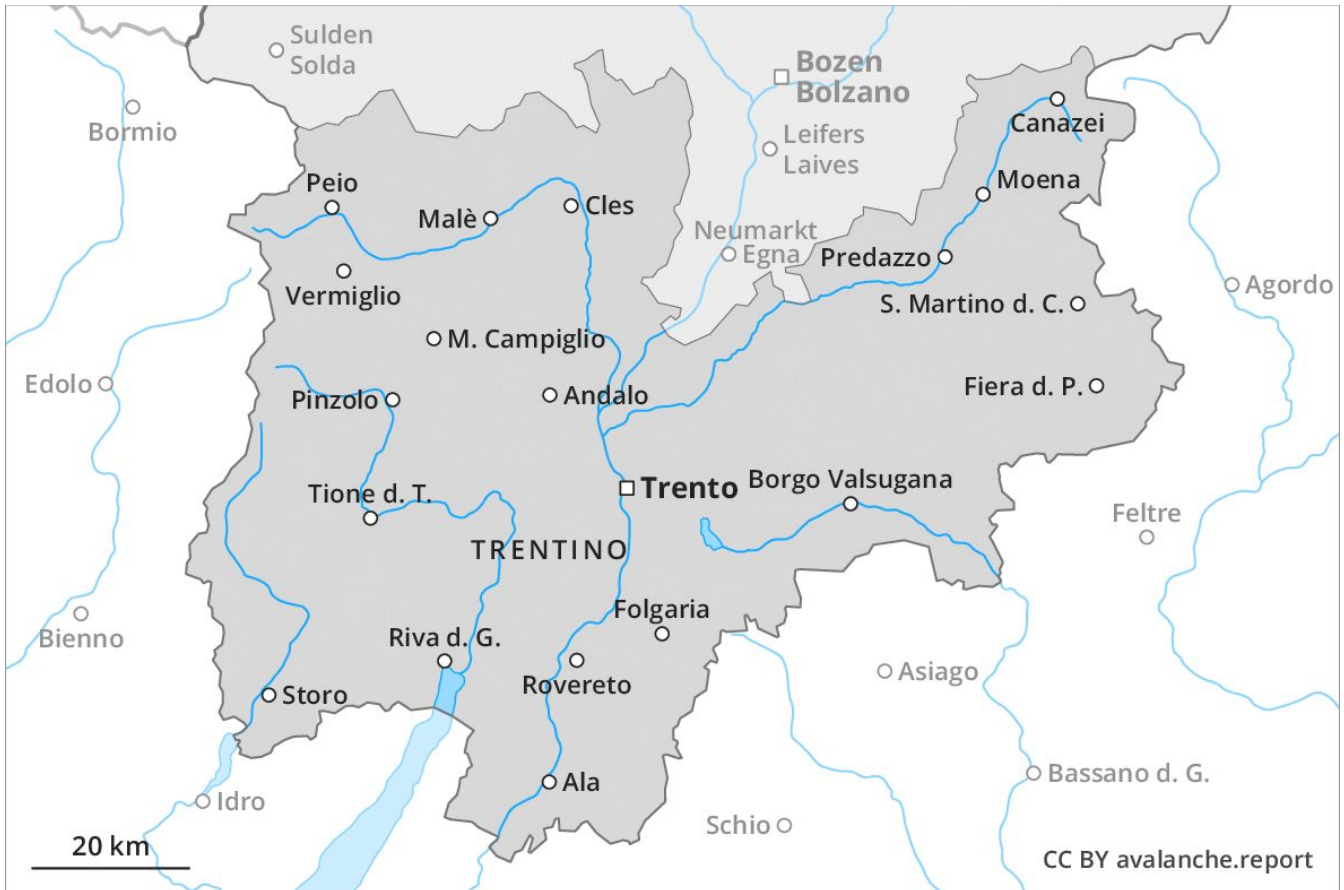 Sulden
Solda
Bozen
Bolzano
Bormio
Canazei
Leifers
Laives
Peio
Moena
Malè
Cles
Neumarkt
Egna
Predazzo
Vermiglio
Agordo
S. Martino d. C.
M. Campiglio
Edolo
Pinzolo
Andalo
Fiera d. P.
Tione d. T.
Trento
Borgo Valsugana
Feltre
TRENTINO
Folgaria
Bienno
Riva d. G.
Asiago
Rovereto
Storo
Bassano d. G.
Ala
Idro
Schio
20 km
CC BY avalanche.report